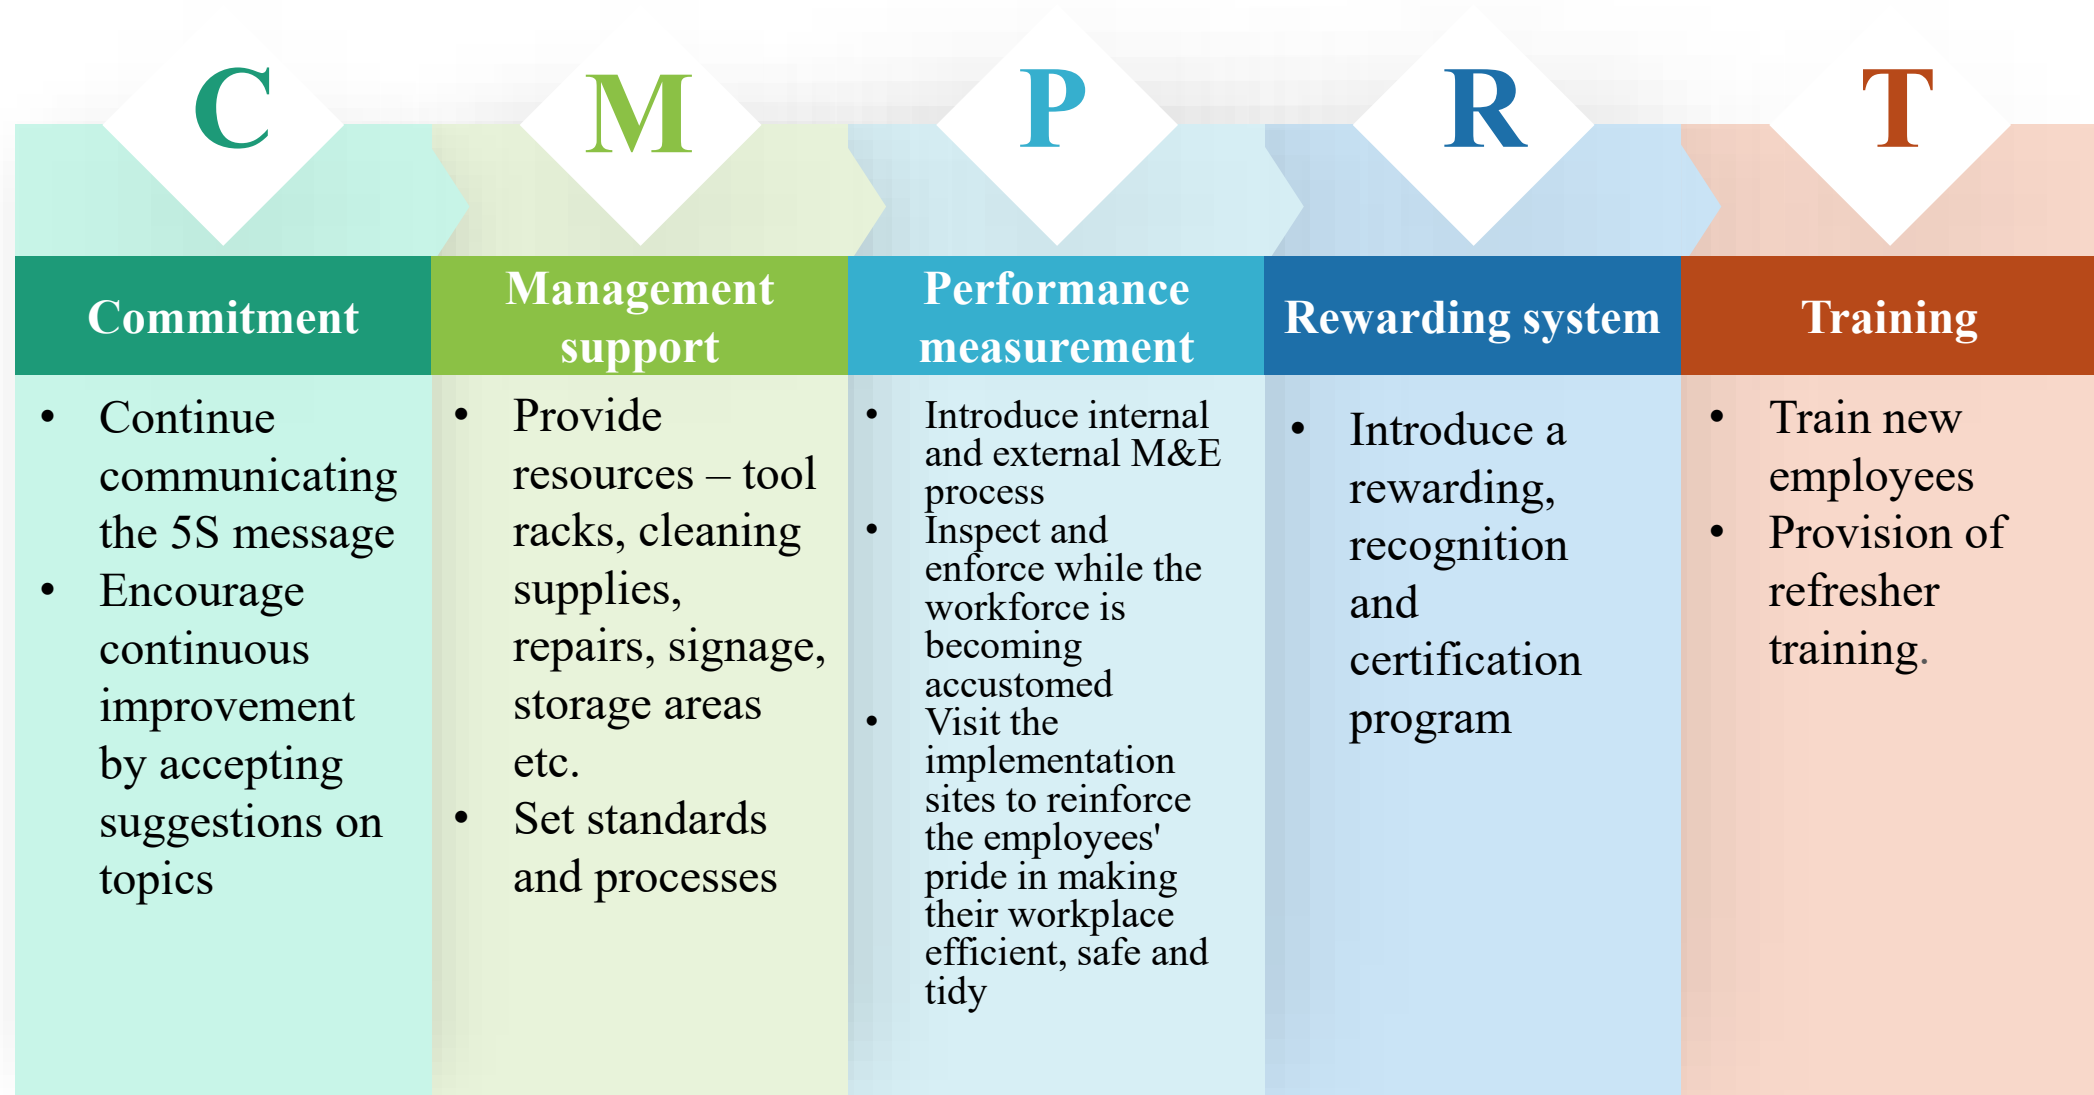 C
M
P
R
T
Commitment
Management
support
Performance
measurement
Rewarding system
Training
• Continue
communicating
the 5S message
• Encourage
continuous
improvement
by accepting
suggestions on
topics
• Provide
resources – tool
racks, cleaning
supplies,
repairs, signage,
storage areas
etc.
• Set standards
and processes
• Introduce internal
and external M&E
process
• Inspect and
enforce while the
workforce is
becoming
accustomed
• Visit the
implementation
sites to reinforce
the employees'
pride in making
their workplace
efficient, safe and
tidy
• Introduce a
rewarding,
recognition
and
certification
program
• Train new
employees
• Provision of
refresher
training.